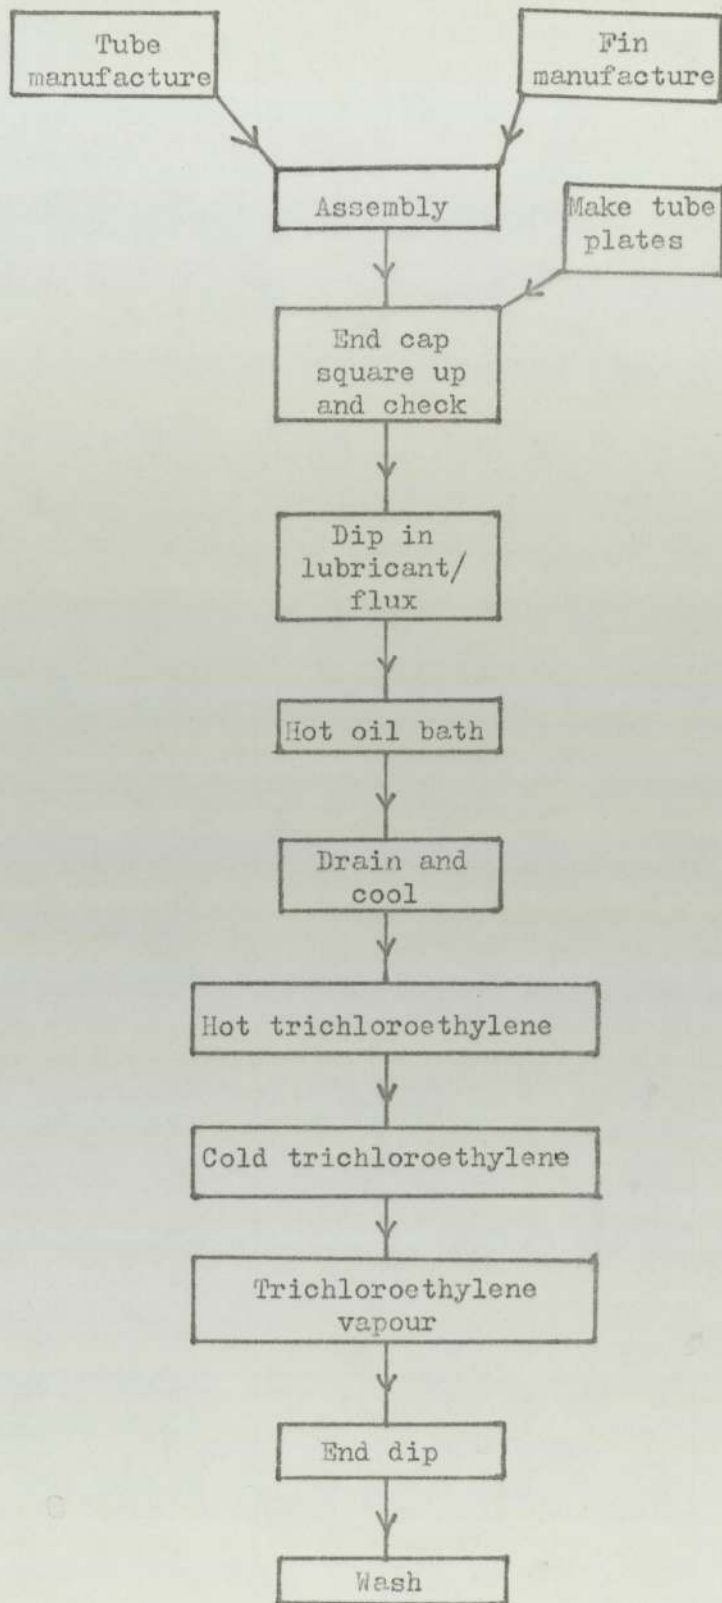 Tube
manufacture
Fin
manufacture
Assembly
Make tube
plates
End cap
square up
and check
Dip in
lubricant/
flux
Hot oil bath
Drain and
cool
Hot trichloroethylene
Cold trichloroethylene
Trichloroethylene
vapour
End dip
Wash